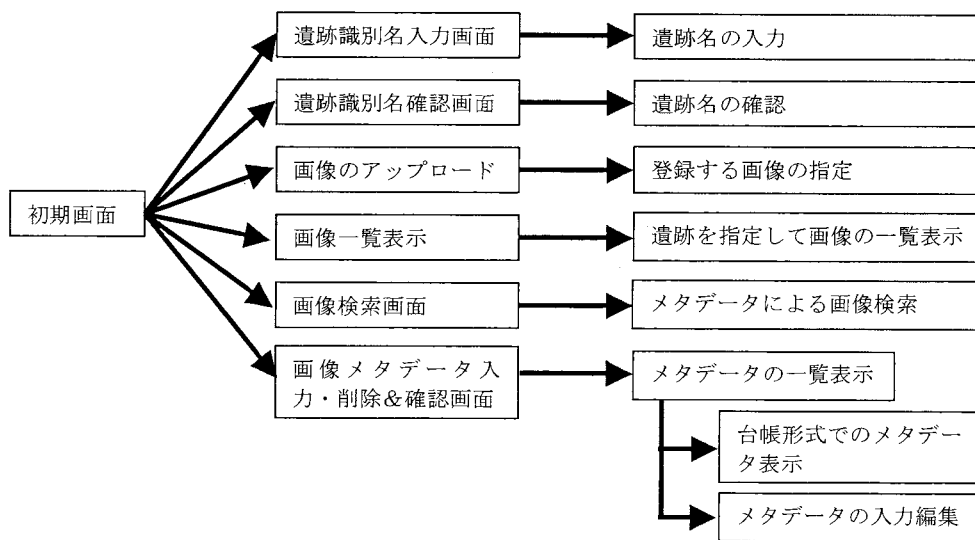 遺跡識別名入力画面
遺跡名の入力
遺跡識別名確認画面
遺跡名の確認
画像のアップロード
登録する画像の指定
初期画面
画像一覧表示
遺跡を指定して画像の一覧表示
画像検索画面
メタデータによる画像検索
画像メタデータ入
力・削除&確認画面
メタデータの一覧表示
台帳形式でのメタデー
タ表示
メタデータの入力編集